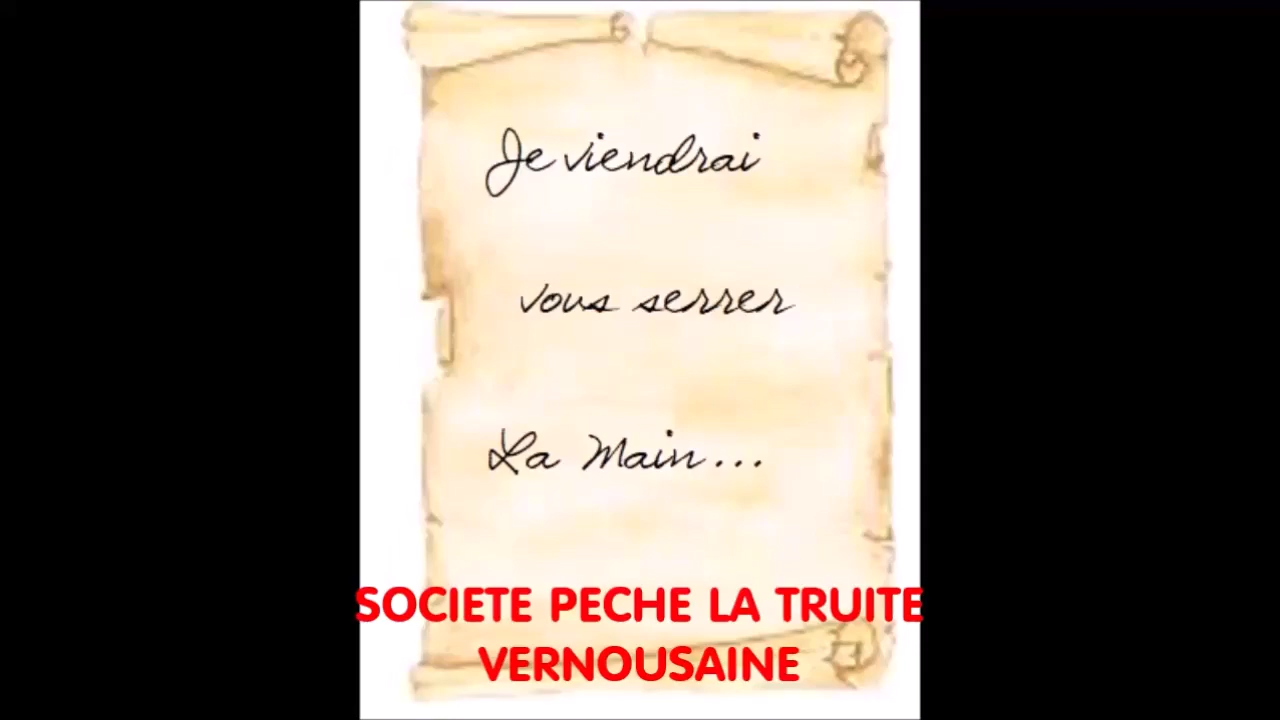 Je viendrai
vous serrer
La Main...
SOCIETE PECHE LA TRUITE
VERNOUSAINE